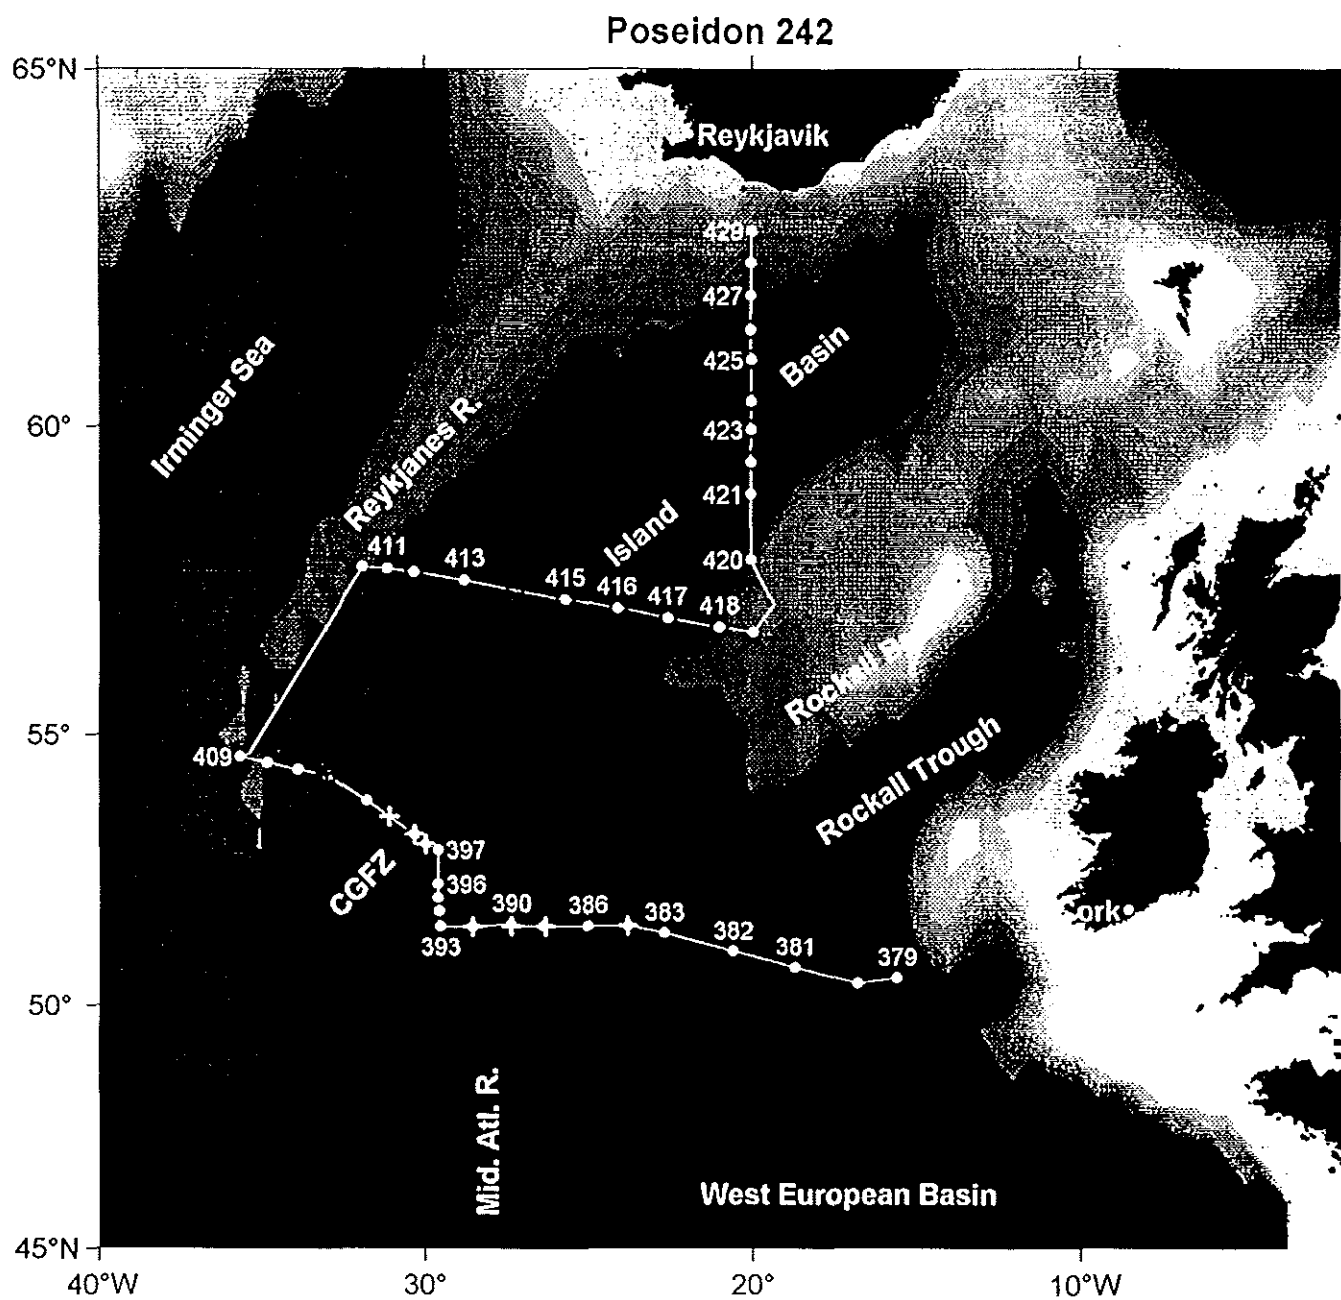 Poseidon 242
65°N
Reykjavik
429
427
Basin
425
Irminger Sea
Reykjanes R.
60°
423
421
Island
420
411
413
415
416
417
418
Rockall P.
55°
409
Rockall Trough
397
CGFZ
396
ork
390
386
383
393
382
381
379
50°
Mid. Atl. R.
West European Basin
45°N
40°W
30°
20°
10°W